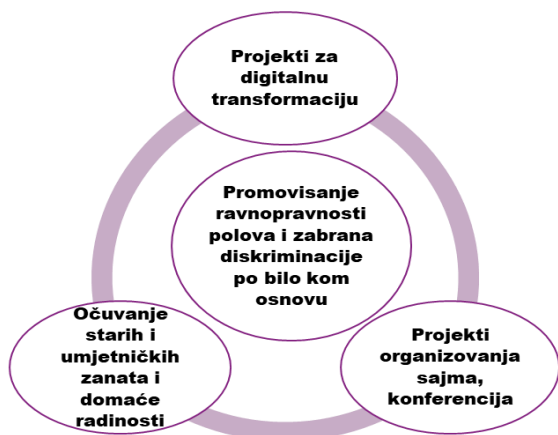 Projekti za
digitalnu
transformaciju
Promovisanje
ravnopravnosti
polova i zabrana
diskriminacije
po bilo kom
osnovu
Očuvanje
starih i
umjetničkih
zanata i
domaće
radinosti
Projekti
organizovanja
sajma,
konferencija